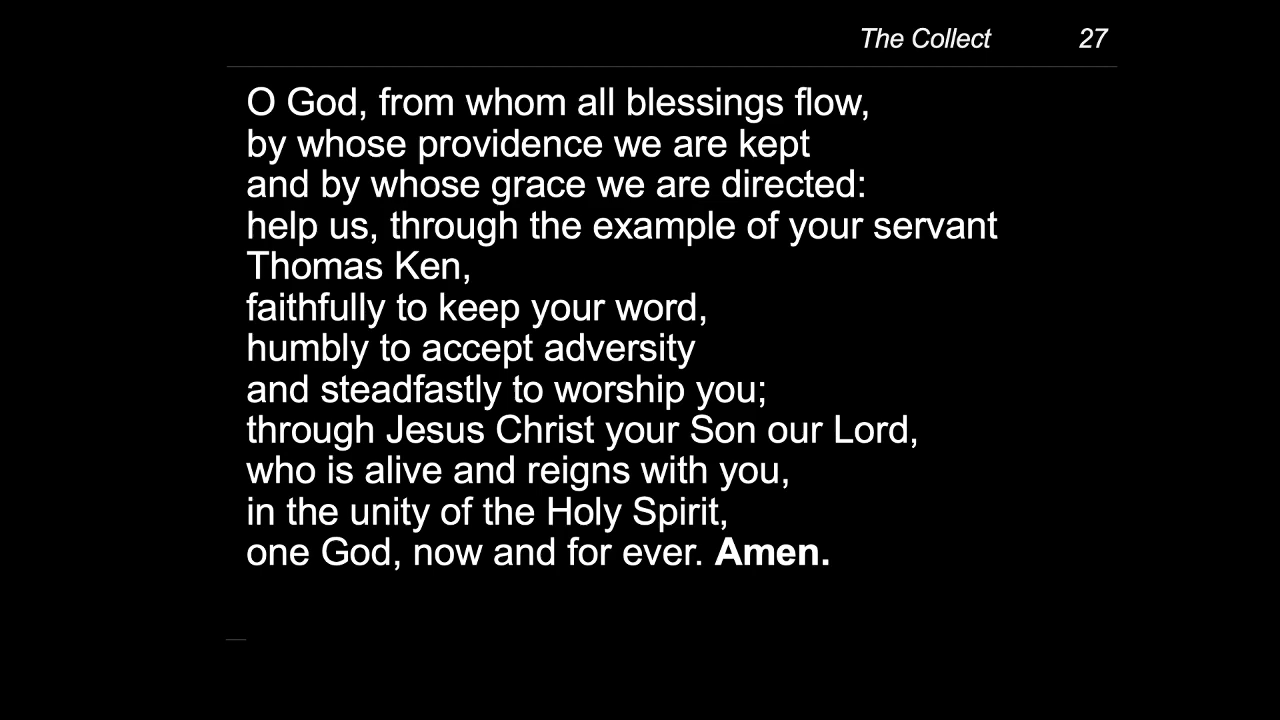 The Collect 27
O God, from whom all blessings flow,
by whose providence we are kept
and by whose grace we are directed:
help us, through the example of your servant
Thomas Ken,
faithfully to keep your word,
humbly to accept adversity
and steadfastly to worship you;
through Jesus Christ your Son our Lord,
who is alive and reigns with you,
in the unity of the Holy Spirit,
one God, now and for ever. Amen.